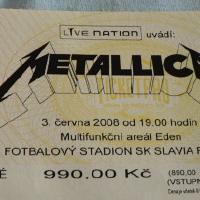 LIVE NATION uvádí:
METALLICA
3. června 2008 od 19.00 hodin
Multifunkční areál Eden
FOTBALOVÝ STADION SK SLAVIA
990.00 Kč (890,00
(VSTUPN